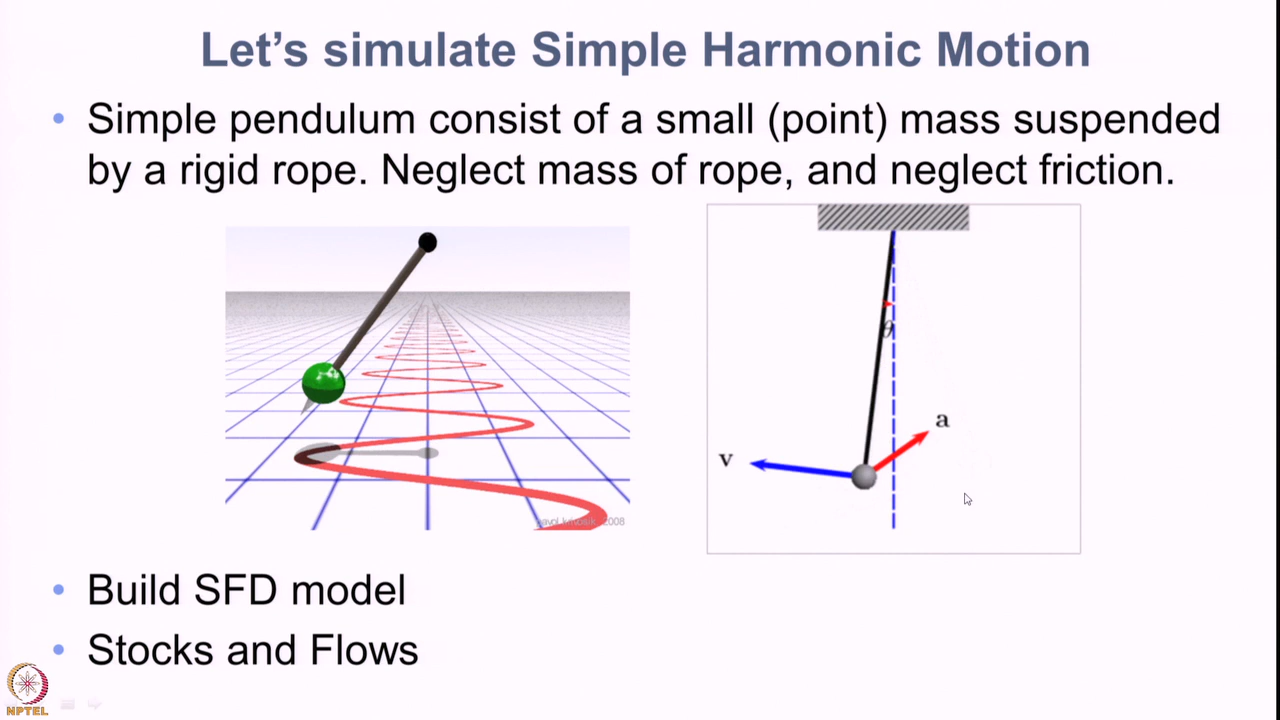 Let's simulate Simple Harmonic Motion
• Simple pendulum consist of a small (point) mass suspended
by a rigid rope. Neglect mass of rope, and neglect friction.
θ
a
v
2008
• Build SFD model
• Stocks and Flows
NPTEL